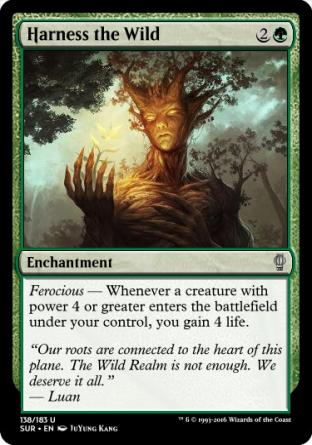 Harness the Wild 2
Enchantment
Ferocious — Whenever a creature with
power 4 or greater enters the battlefield
under your control, you gain 4 life.
“Our roots are connected to the heart of this
plane. The Wild Realm is not enough. We
deserve it all.”
— Luan
138/183 U
SUR • EN JUYUNG KANG
™ & © 1993-2016 Wizards of the Coast